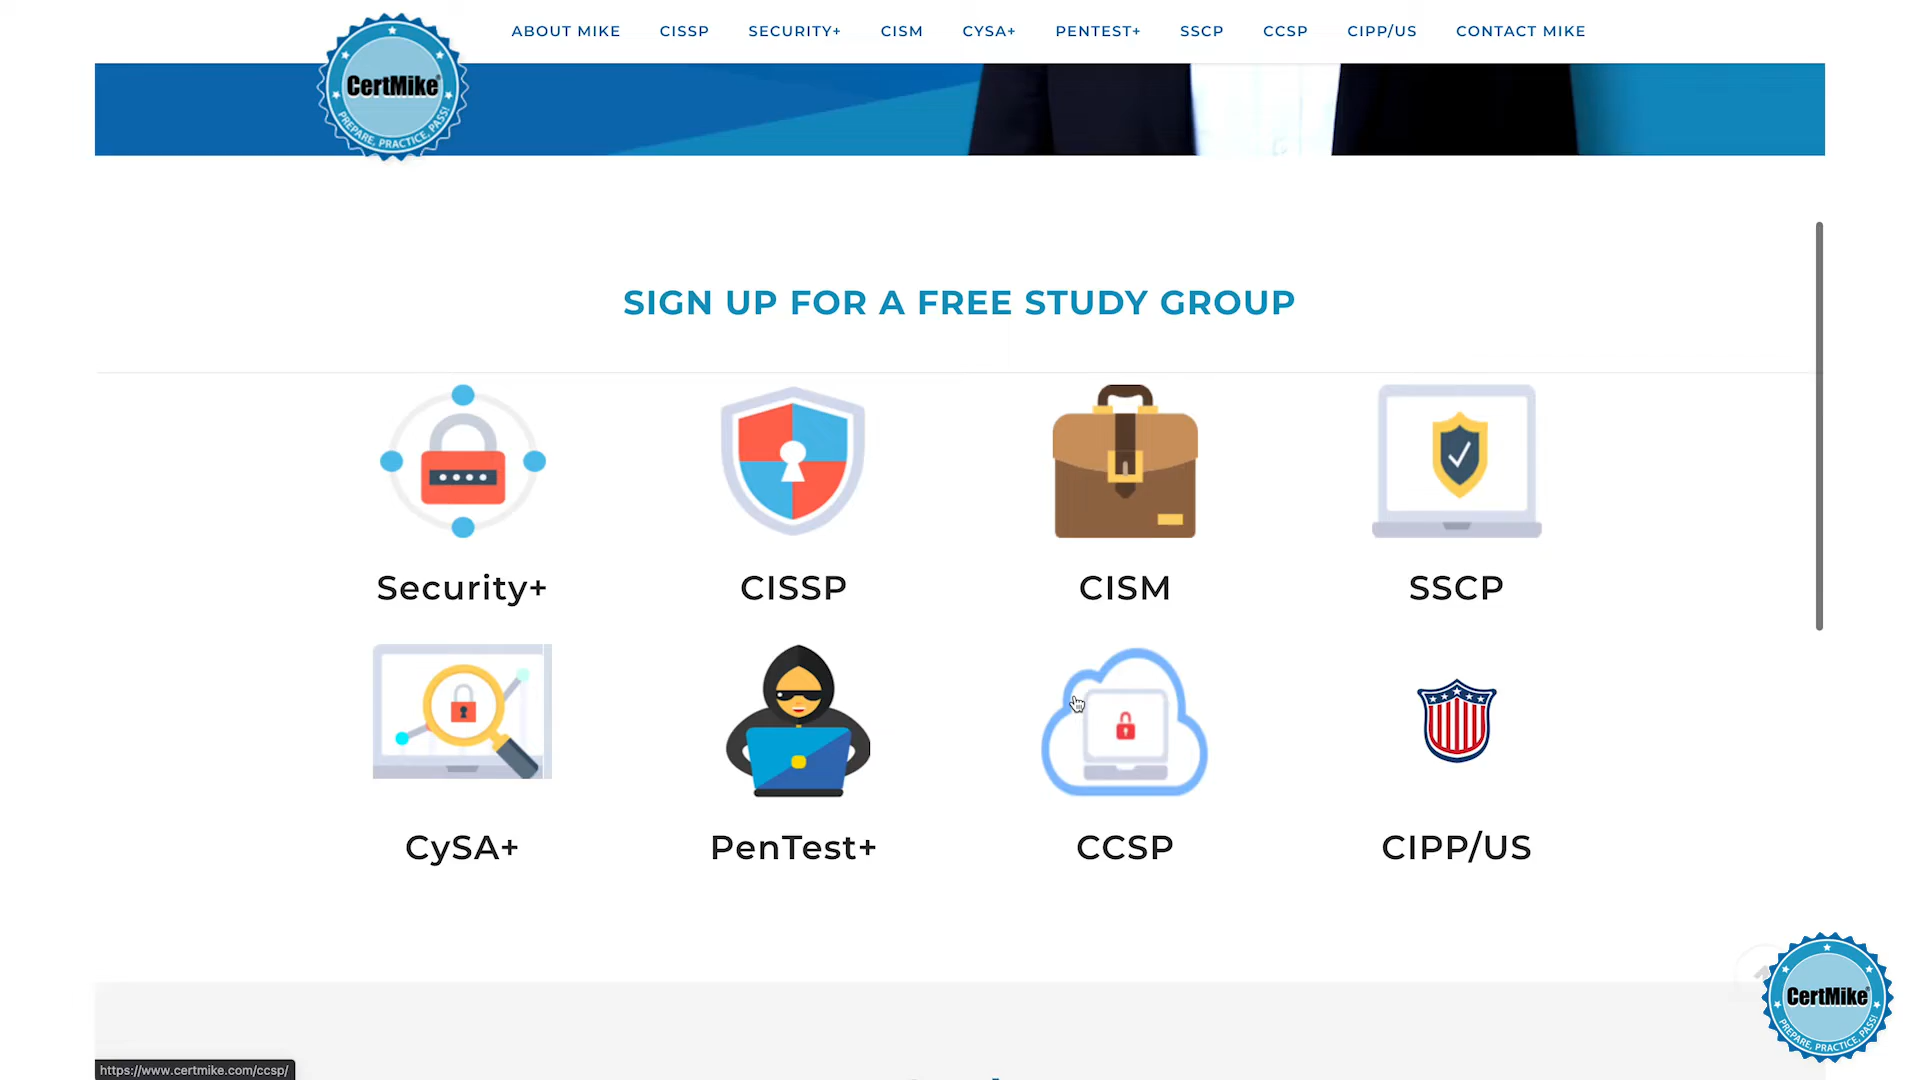 ABOUT MIKE CISSP SECURITY+ CISM CYSA+ PENTEST+ SSCP CCSP CIPP/US CONTACT MIKE
CertMike®
PREPARE, PRACTICE, PASS!
SIGN UP FOR A FREE STUDY GROUP
Security+ CISSP CISM SSCP
CySA+ PenTest+ CCSP CIPP/US
CertMike®
PREPARE, PRACTICE, PASS!
https://www.certmike.com/ccsp/